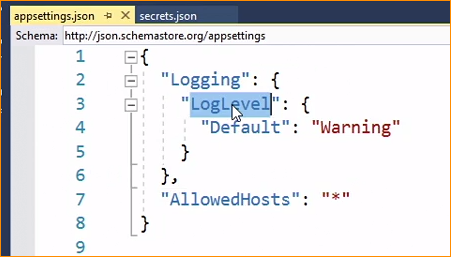 appsettings.json secrets.json
Schema: http://json.schemastore.org/appsettings
1 {
2 "Logging": {
3 "LogLevel": {
4 "Default": "Warning"
5 }
6 },
7 "AllowedHosts": "*"
8 }
9